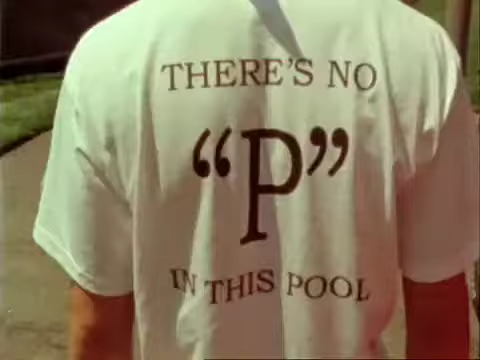 THERE'S NO
“P”
IN THIS POOL